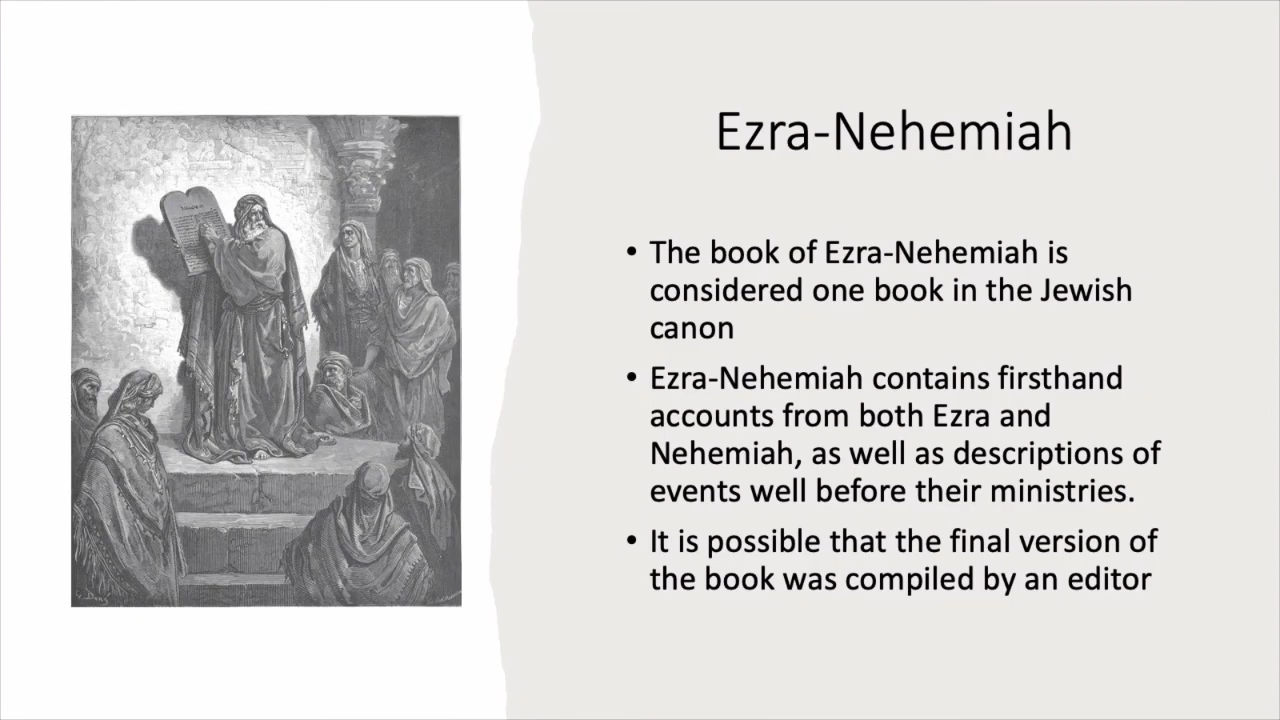 Ezra-Nehemiah
• The book of Ezra-Nehemiah is
considered one book in the Jewish
canon
• Ezra-Nehemiah contains firsthand
accounts from both Ezra and
Nehemiah, as well as descriptions of
events well before their ministries.
• It is possible that the final version of
the book was compiled by an editor
G. Doré